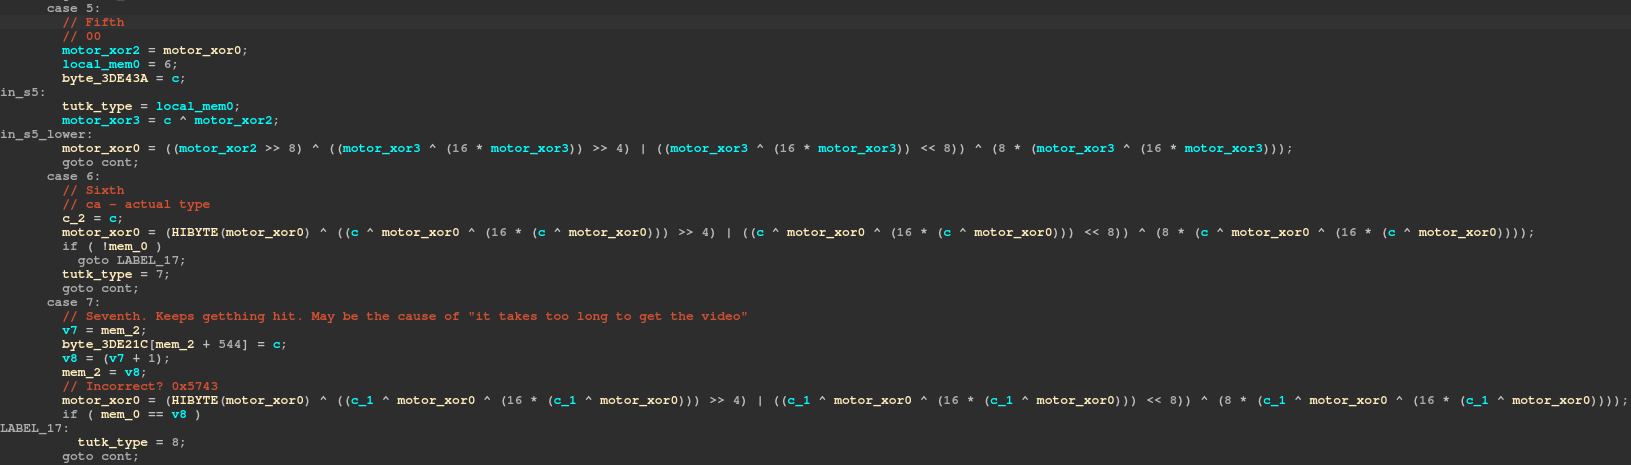 case 5:
// Fifth
// 00
motor_xor2 = motor_xor0;
local_mem0 = 6;
byte_3DE43A = c;
in_s5:
tutk_type = local_mem0;
motor_xor3 = c ^ motor_xor2;
in_s5_lower:
motor_xor0 = ((motor_xor2 >> 8) ^ ((motor_xor3 ^ (16 * motor_xor3)) >> 4) | ((motor_xor3 ^ (16 * motor_xor3)) << 8)) ^ (8 * (motor_xor3 ^ (16 * motor_xor3)));
goto cont;
case 6:
// Sixth
// ca - actual type
c_2 = c;
motor_xor0 = (HIBYTE(motor_xor0) ^ ((c ^ motor_xor0 ^ (16 * (c ^ motor_xor0))) >> 4) | ((c ^ motor_xor0 ^ (16 * (c ^ motor_xor0))) << 8)) ^ (8 * (c ^ motor_xor0 ^ (16 * (c ^ motor_xor0))));
if ( !mem_0 )
goto LABEL_17;
tutk_type = 7;
goto cont;
case 7:
// Seventh. Keeps getthing hit. May be the cause of "it takes too long to get the video"
v7 = mem_2;
byte_3DE21C[mem_2 + 544] = c;
v8 = (v7 + 1);
mem_2 = v8;
// Incorrect? 0x5743
motor_xor0 = (HIBYTE(motor_xor0) ^ ((c_1 ^ motor_xor0 ^ (16 * (c_1 ^ motor_xor0))) >> 4) | ((c_1 ^ motor_xor0 ^ (16 * (c_1 ^ motor_xor0))) << 8)) ^ (8 * (c_1 ^ motor_xor0 ^ (16 * (c_1 ^ motor_xor0))));
if ( mem_0 == v8 )
LABEL_17:
tutk_type = 8;
goto cont;